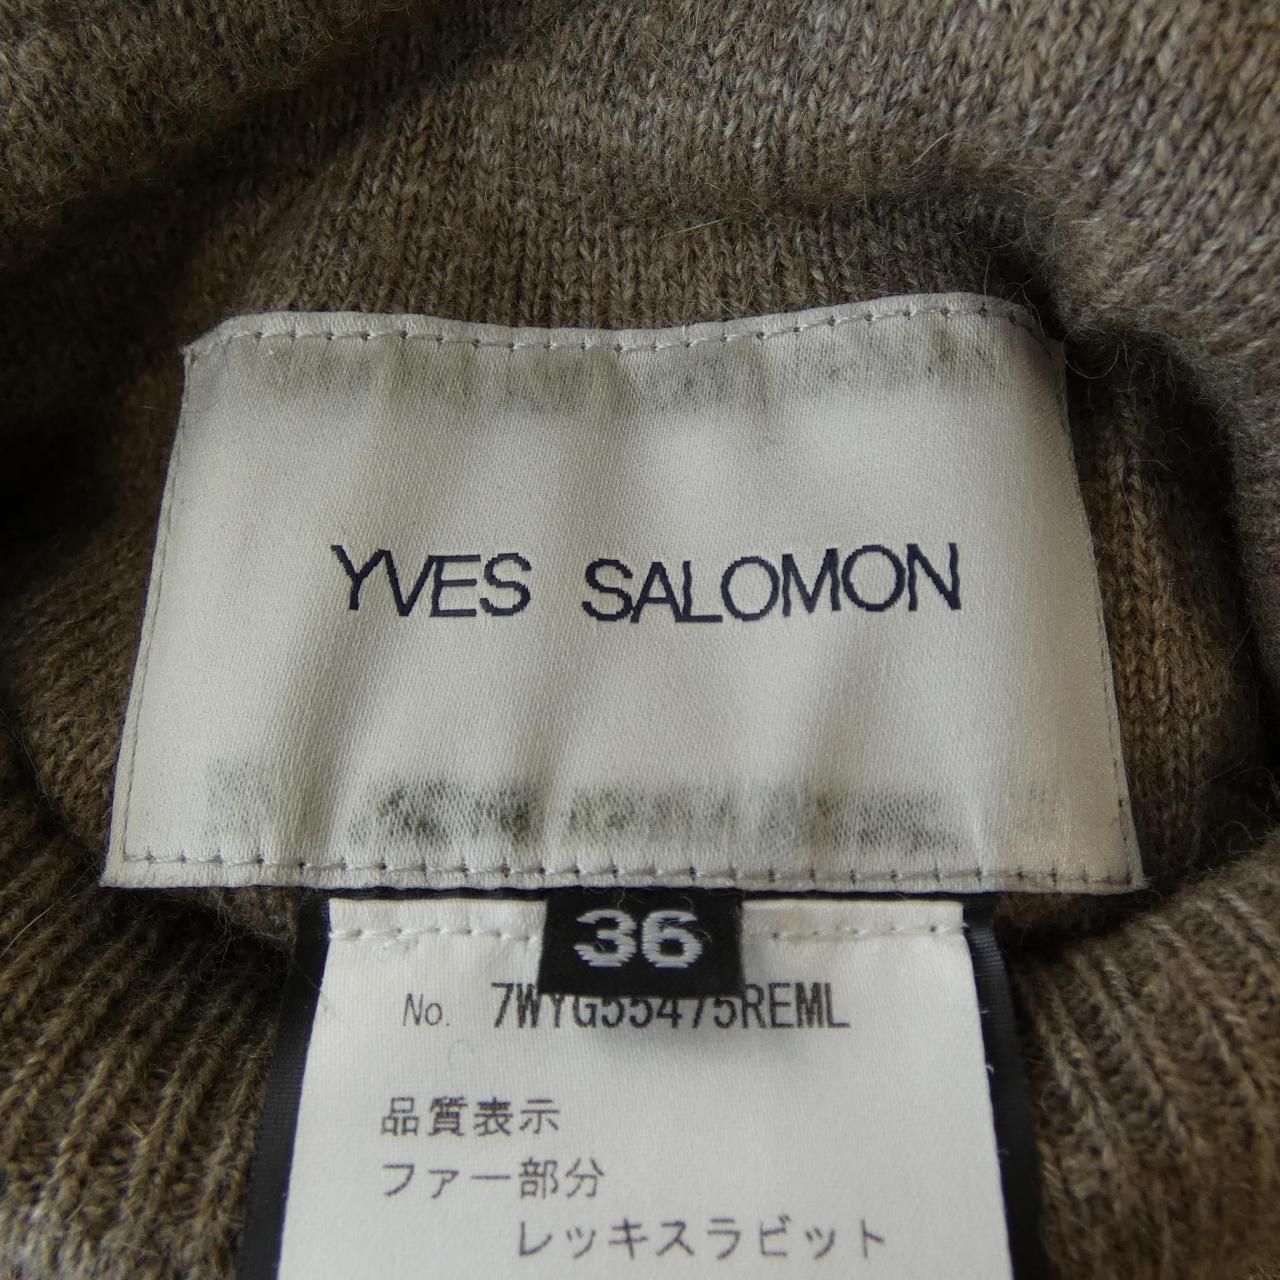 YVES SALOMON
36
No. 7WYG55475REML
品質表示
ファー部分
レッキスラビット